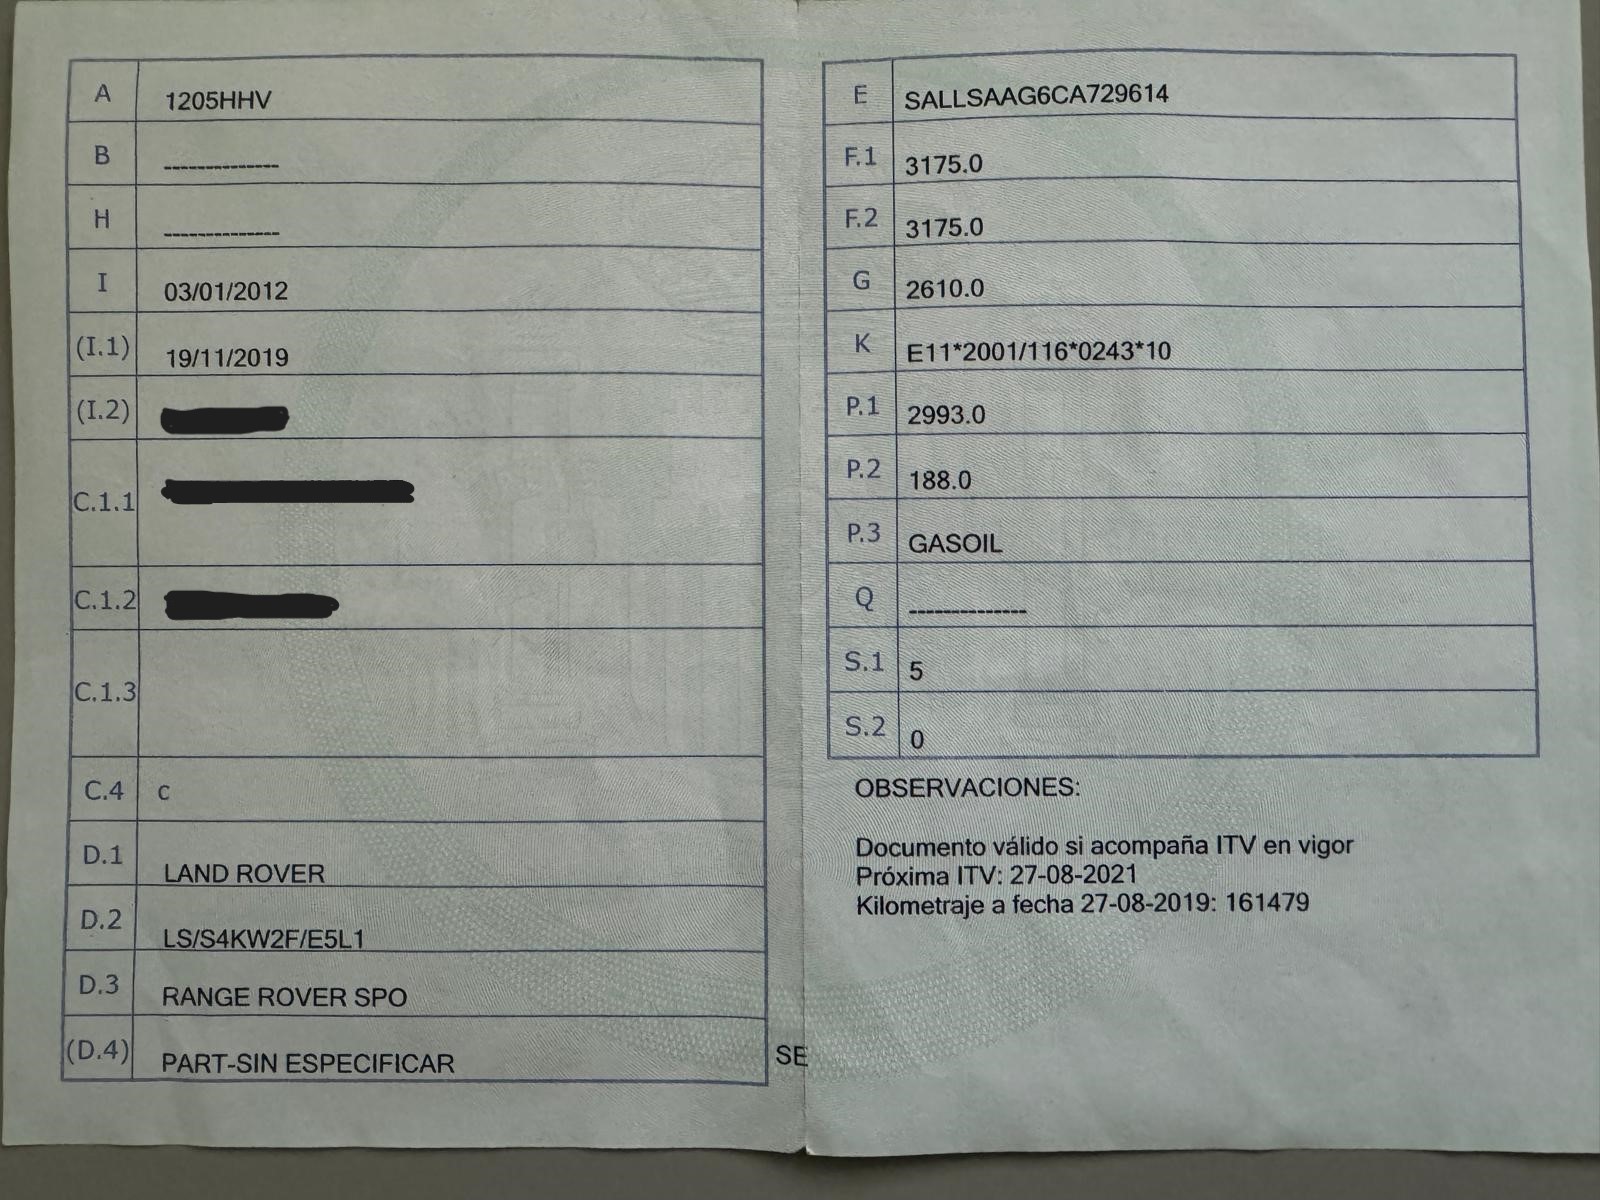 A 1205HHV
B --------------
H --------------
I 03/01/2012
(I.1) 19/11/2019
(I.2)
C.1.1
C.1.2
C.1.3
C.4 c
D.1 LAND ROVER
D.2 LS/S4KW2F/E5L1
D.3 RANGE ROVER SPO
(D.4) PART-SIN ESPECIFICAR
SE
E SALLSAAG6CA729614
F.1 3175.0
F.2 3175.0
G 2610.0
K E11*2001/116*0243*10
P.1 2993.0
P.2 188.0
P.3 GASOIL
Q --------------
S.1 5
S.2 0
OBSERVACIONES:
Documento válido si acompaña ITV en vigor
Próxima ITV: 27-08-2021
Kilometraje a fecha 27-08-2019: 161479